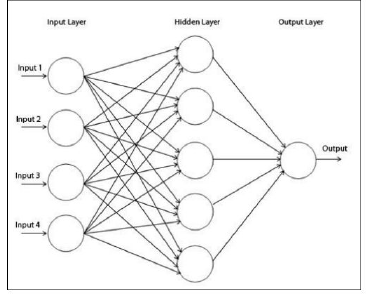 Input Layer Hidden Layer Output Layer
Input 1
Input 2
Output
Input 3
Input 4